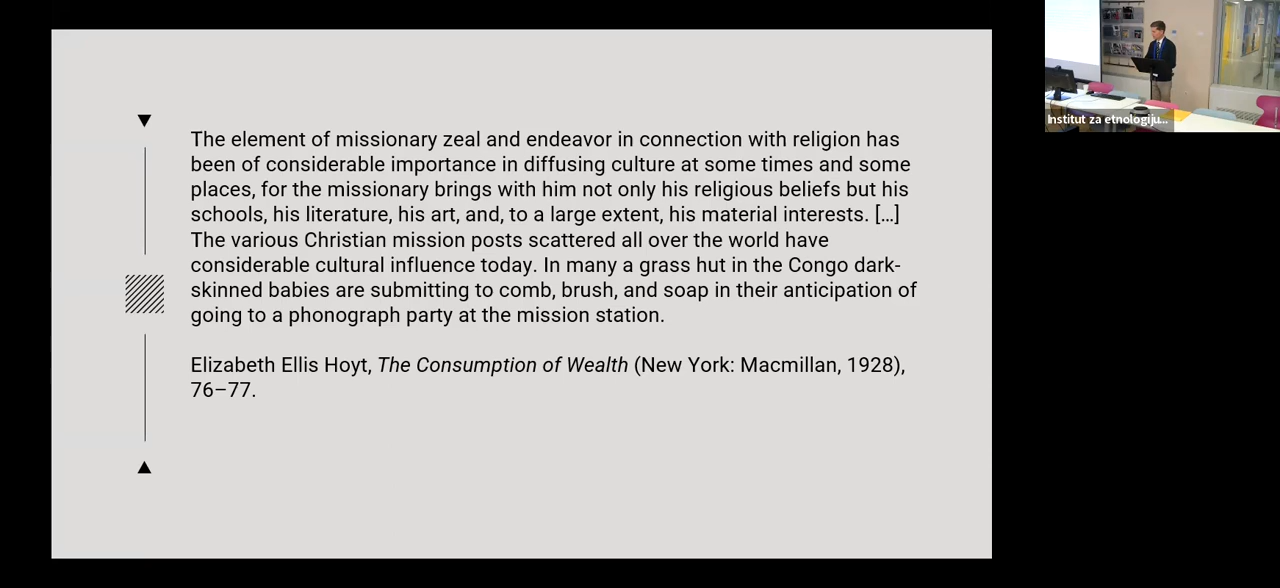 The element of missionary zeal and endeavor in connection with religion has
been of considerable importance in diffusing culture at some times and some
places, for the missionary brings with him not only his religious beliefs but his
schools, his literature, his art, and, to a large extent, his material interests. […]
The various Christian mission posts scattered all over the world have
considerable cultural influence today. In many a grass hut in the Congo dark-
skinned babies are submitting to comb, brush, and soap in their anticipation of
going to a phonograph party at the mission station.
Elizabeth Ellis Hoyt, The Consumption of Wealth (New York: Macmillan, 1928),
76–77.
Institut za etnologiju...